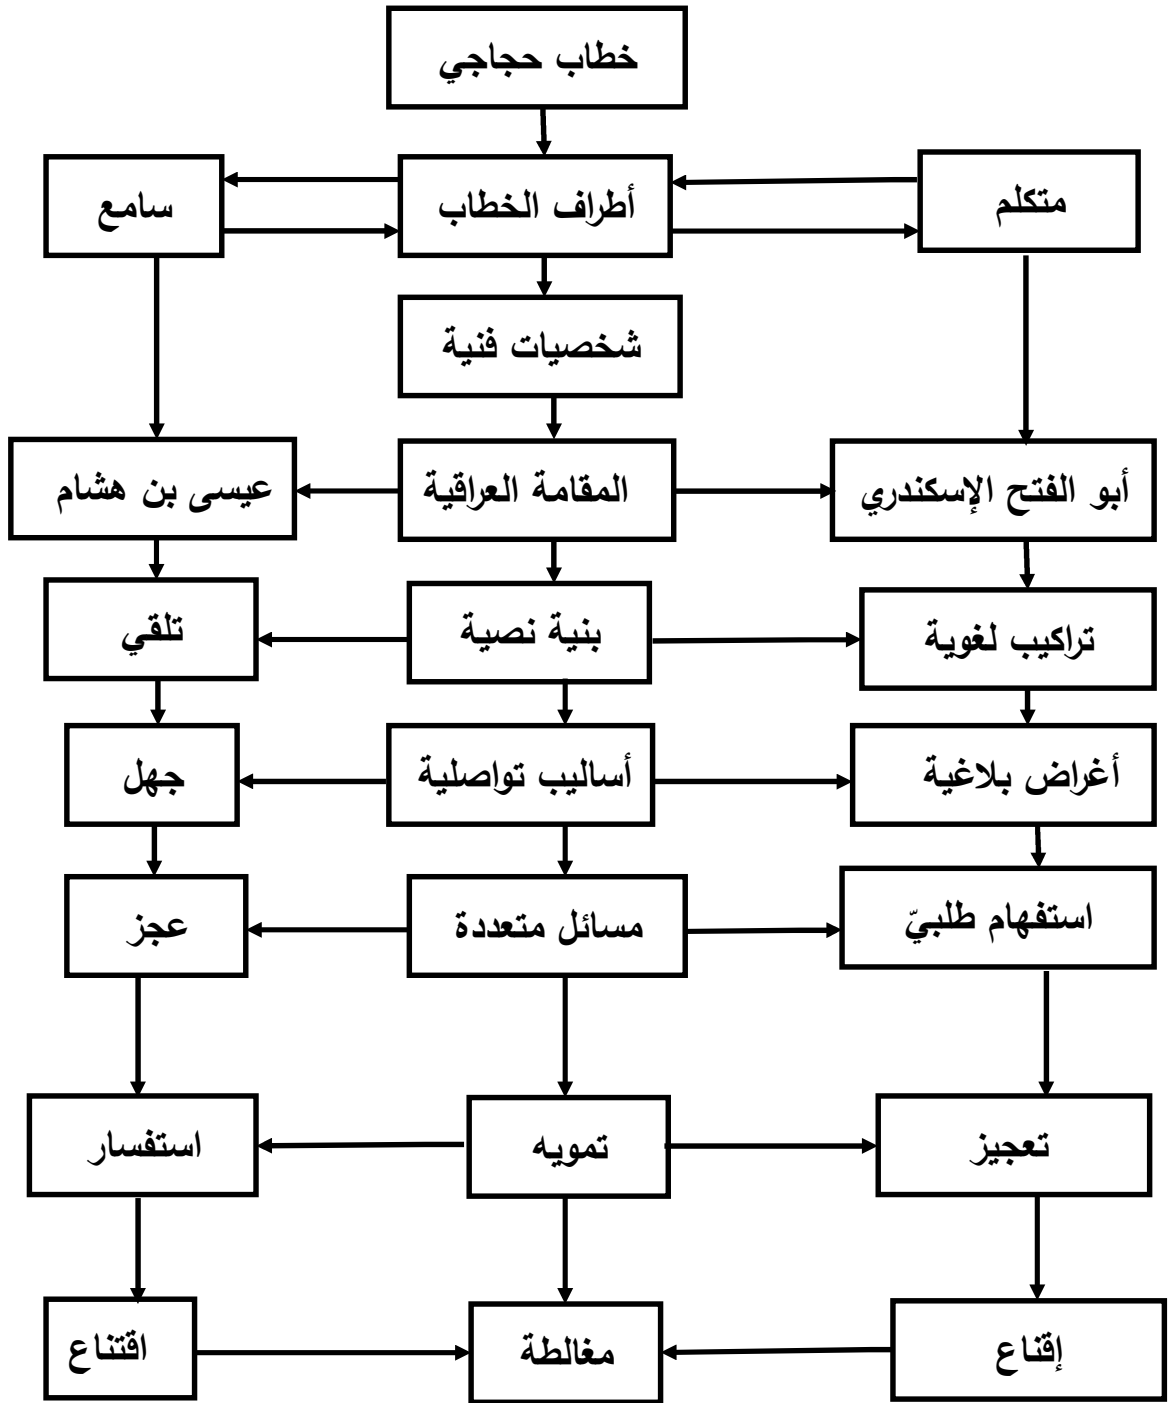 خطاب حجاجي
متكلم
أطراف الخطاب
سامع
شخصيات فنية
أبو الفتح الإسكندري
المقامة العراقية
عيسى بن هشام
تراكيب لغوية
بنية نصية
تلقي
أغراض بلاغية
أساليب تواصلية
جهل
استفهام طلبيّ
مسائل متعددة
عجز
تعجيز
تمويه
استفسار
إقناع
مغالطة
اقتناع